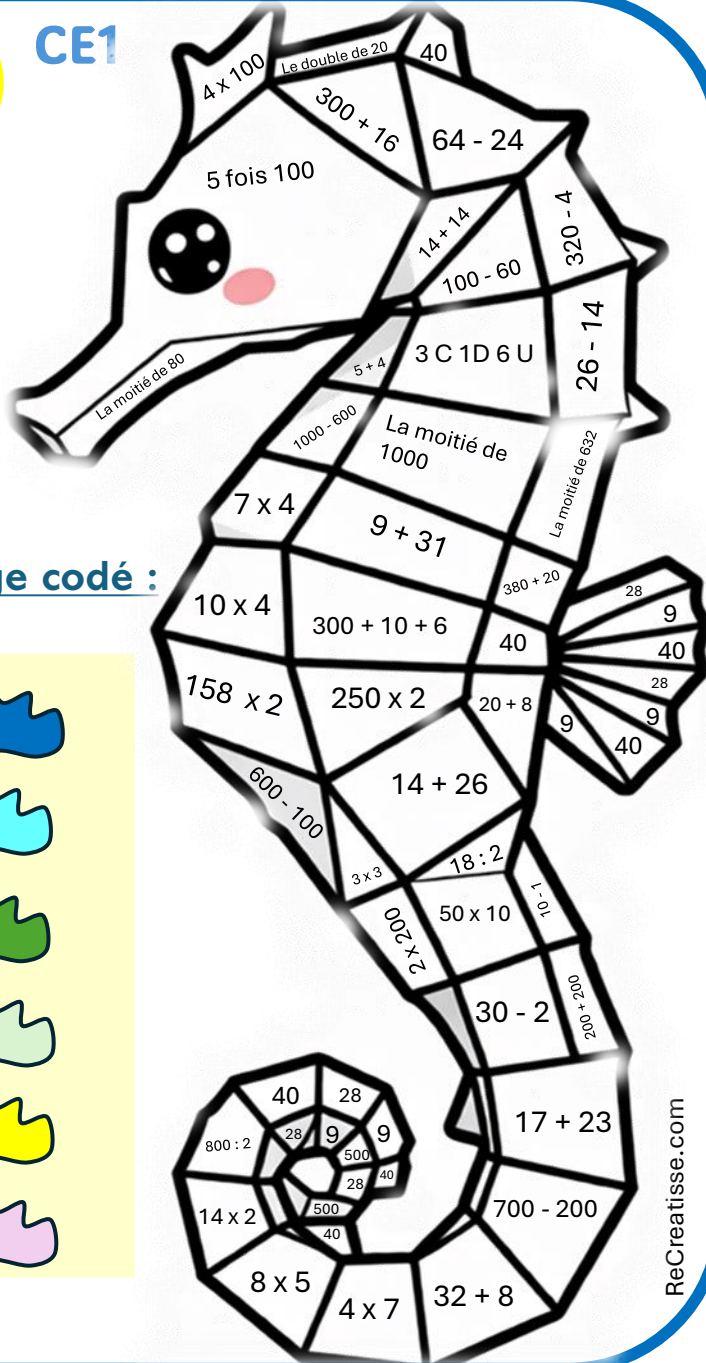 CE1
4 x 100
Le double de 20
40
300 + 16
64 - 24
5 fois 100
14 + 14
320 - 4
100 - 60
26 - 14
3 C 1D 6 U
5 + 4
La moitié de 80
1000 - 600
La moitié de
1000
La moitié de 632
7 x 4
9 + 31
380 + 20
28
9
40
28
9
40
9
10 x 4
300 + 10 + 6
40
ge codé :
158 x 2
250 x 2
20 + 8
600 - 100
14 + 26
3 x 3
18 : 2
2 x 200
50 x 10
10 - 1
30 - 2
200 + 200
40
28
17 + 23
800 : 2
28
9
9
500
40
28
14 x 2
500
40
700 - 200
8 x 5
4 x 7
32 + 8
ReCreatisse.com